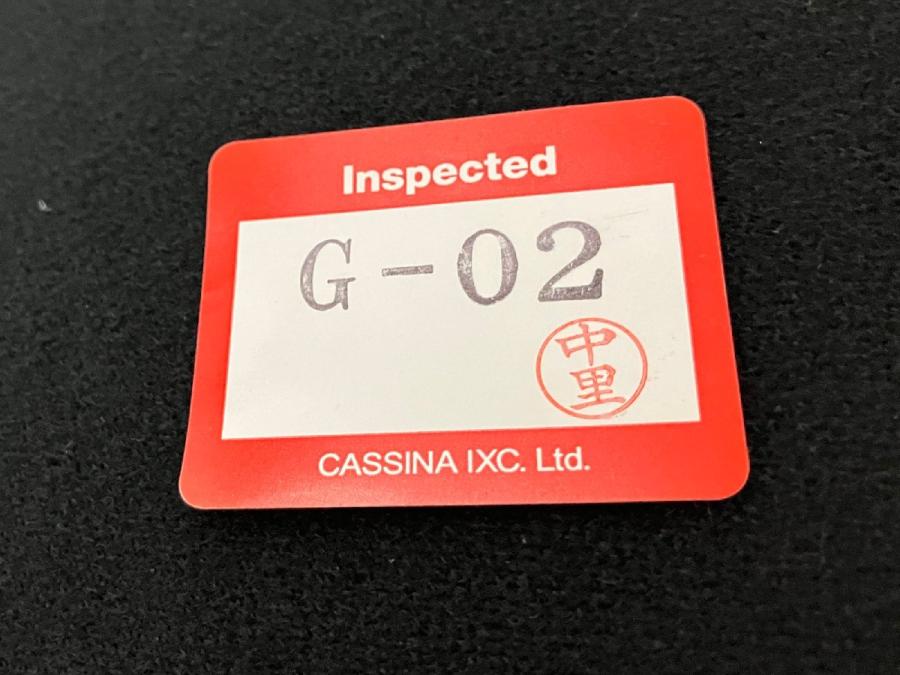 Inspected
G-02
中里
CASSINA IXC. Ltd.